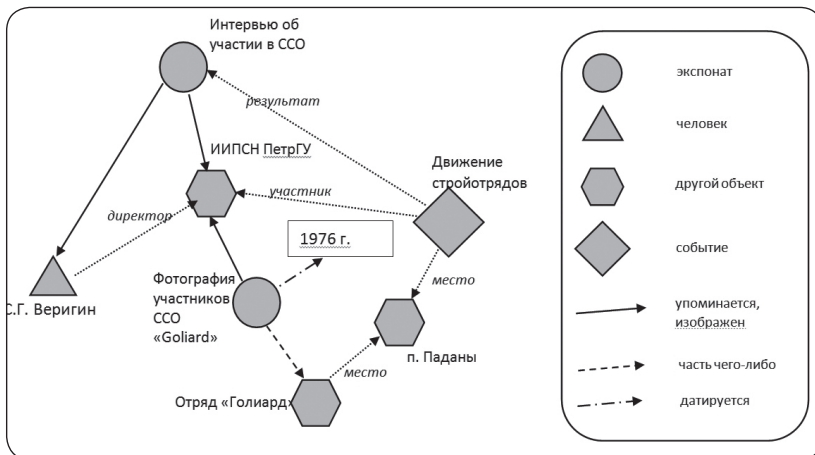 Интервью об
участии в ССО
результат
ИИПСН ПетрГУ
Движение
стройотрядов
участник
директор
1976 г.
Фотография
участников
ССО
«Goliard»
место
С.Г. Веригин
п. Паданы
место
Отряд «Голиард»
экспонат
человек
другой объект
событие
упоминается,
изображен
часть чего-либо
датируется